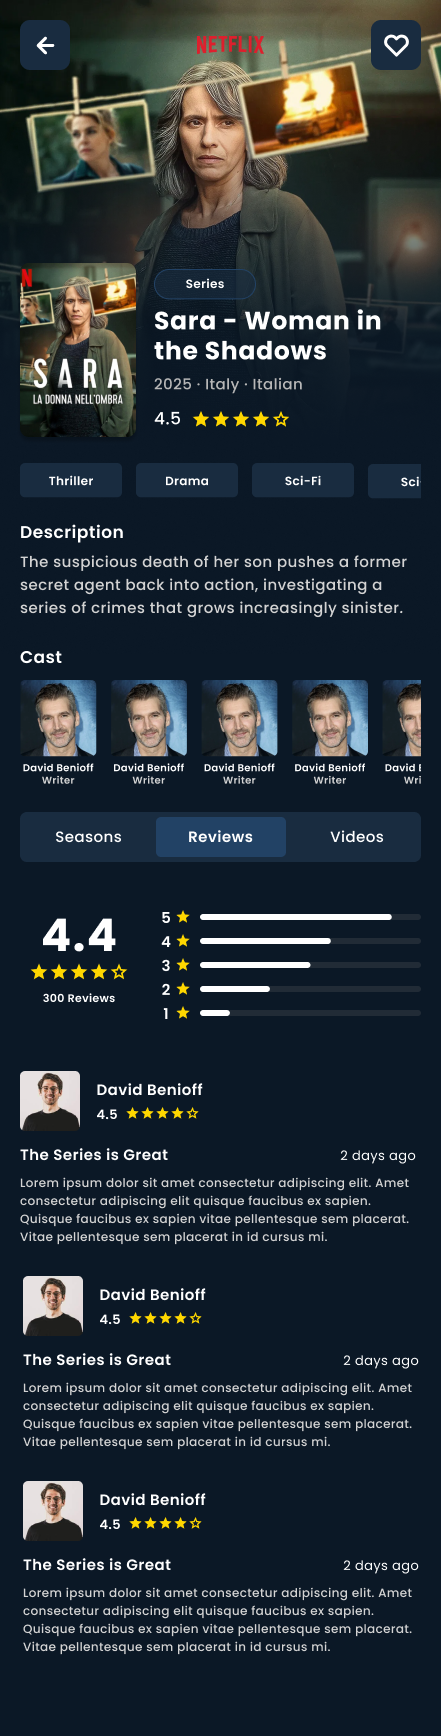 NETFLIX
N
SARA
LA DONNA NELL'OMBRA
Series
Sara - Woman in
the Shadows
2025 · Italy · Italian
4.5
Thriller
Drama
Sci-Fi
Sci
Description
The suspicious death of her son pushes a former
secret agent back into action, investigating a
series of crimes that grows increasingly sinister.
Cast
David Benioff
Writer
David Benioff
Writer
David Benioff
Writer
David Benioff
Writer
David B
Wri
Seasons
Reviews
Videos
4.4
300 Reviews
5
4
3
2
1
David Benioff
4.5
The Series is Great
2 days ago
Lorem ipsum dolor sit amet consectetur adipiscing elit. Amet
consectetur adipiscing elit quisque faucibus ex sapien.
Quisque faucibus ex sapien vitae pellentesque sem placerat.
Vitae pellentesque sem placerat in id cursus mi.
David Benioff
4.5
The Series is Great
2 days ago
Lorem ipsum dolor sit amet consectetur adipiscing elit. Amet
consectetur adipiscing elit quisque faucibus ex sapien.
Quisque faucibus ex sapien vitae pellentesque sem placerat.
Vitae pellentesque sem placerat in id cursus mi.
David Benioff
4.5
The Series is Great
2 days ago
Lorem ipsum dolor sit amet consectetur adipiscing elit. Amet
consectetur adipiscing elit quisque faucibus ex sapien.
Quisque faucibus ex sapien vitae pellentesque sem placerat.
Vitae pellentesque sem placerat in id cursus mi.